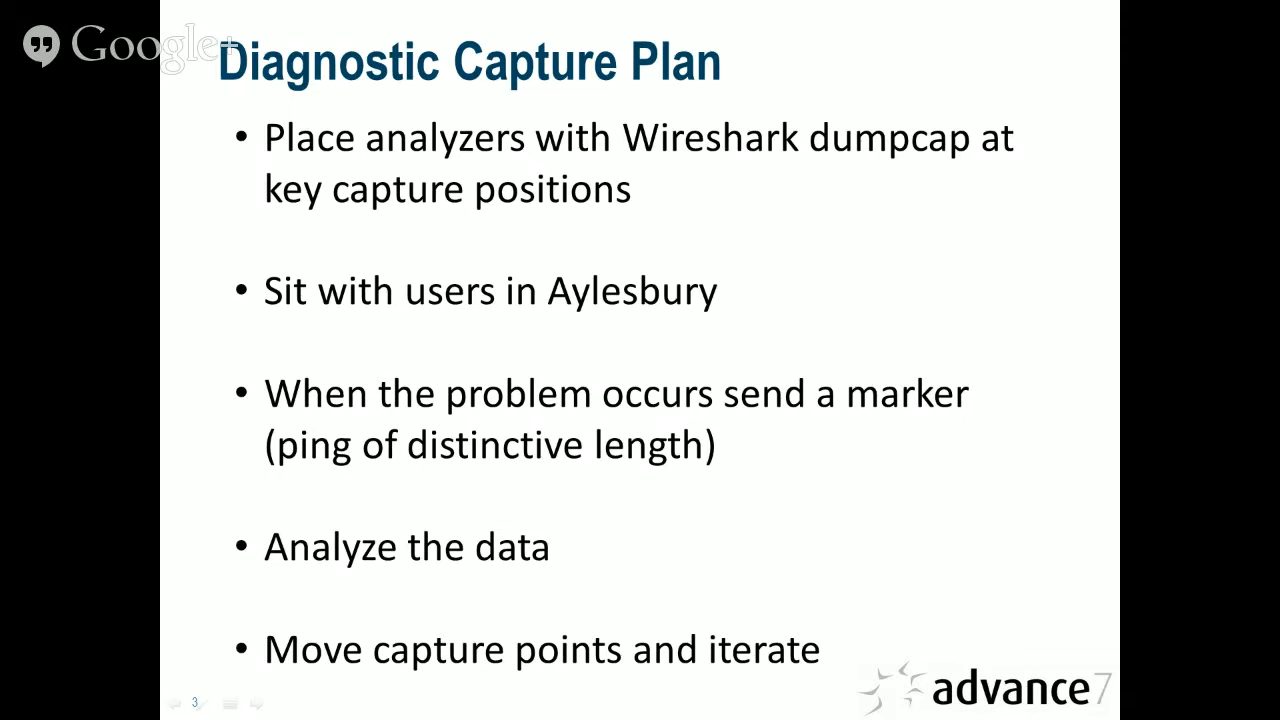 Google+
Diagnostic Capture Plan
• Place analyzers with Wireshark dumpcap at
key capture positions
• Sit with users in Aylesbury
• When the problem occurs send a marker
(ping of distinctive length)
• Analyze the data
• Move capture points and iterate
3
advance7